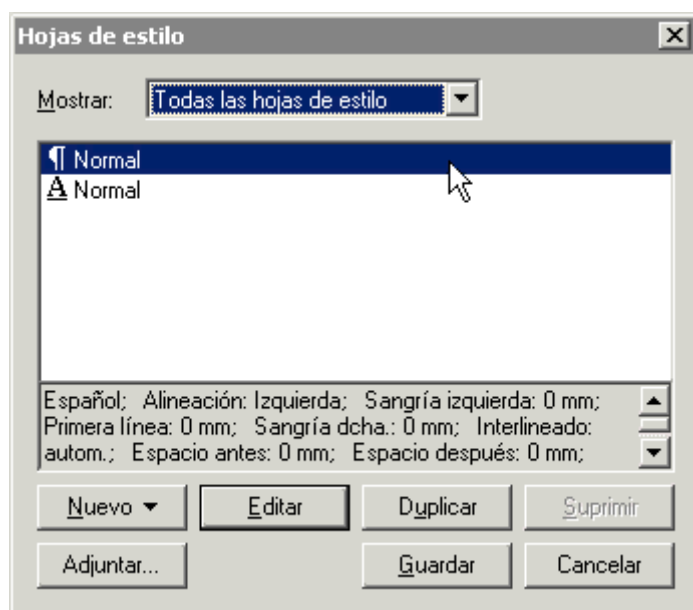 Hojas de estilo
Mostrar: Todas las hojas de estilo
¶ Normal
A Normal
Español; Alineación: Izquierda; Sangría izquierda: 0 mm;
Primera línea: 0 mm; Sangría dcha.: 0 mm; Interlineado:
autom.; Espacio antes: 0 mm; Espacio después: 0 mm;
Nuevo Editar Duplicar Suprimir
Adjuntar... Guardar Cancelar